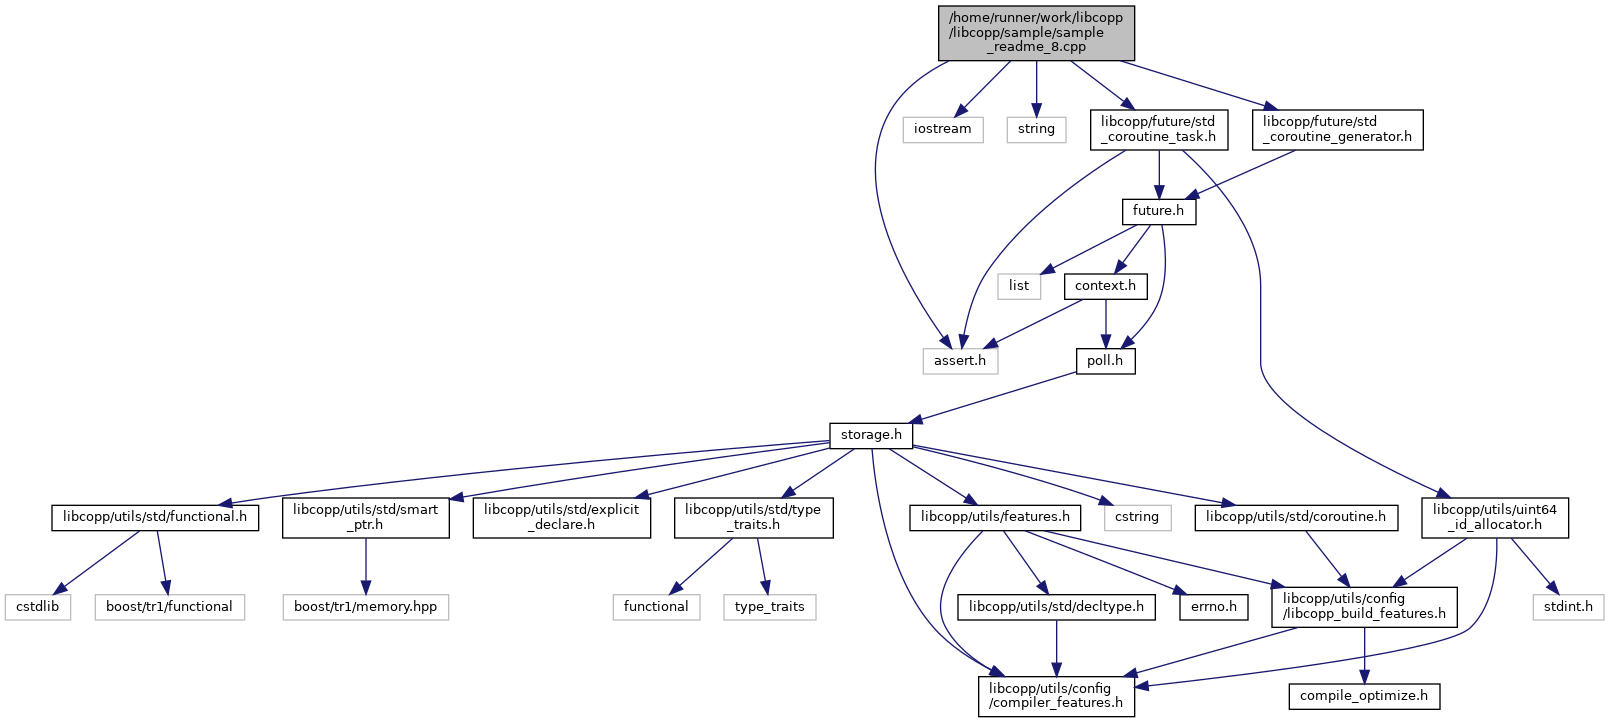 /home/runner/work/libcopp
/libcopp/sample/sample
_readme_8.cpp
iostream
string
libcopp/future/std
_coroutine_task.h
libcopp/future/std
_coroutine_generator.h
future.h
list
context.h
assert.h
poll.h
storage.h
libcopp/utils/std/functional.h
libcopp/utils/std/smart
_ptr.h
libcopp/utils/std/explicit
_declare.h
libcopp/utils/std/type
_traits.h
libcopp/utils/features.h
cstring
libcopp/utils/std/coroutine.h
libcopp/utils/uint64
_id_allocator.h
cstdlib
boost/tr1/functional
boost/tr1/memory.hpp
functional
type_traits
libcopp/utils/std/decltype.h
errno.h
libcopp/utils/config
/libcopp_build_features.h
stdint.h
libcopp/utils/config
/compiler_features.h
compile_optimize.h